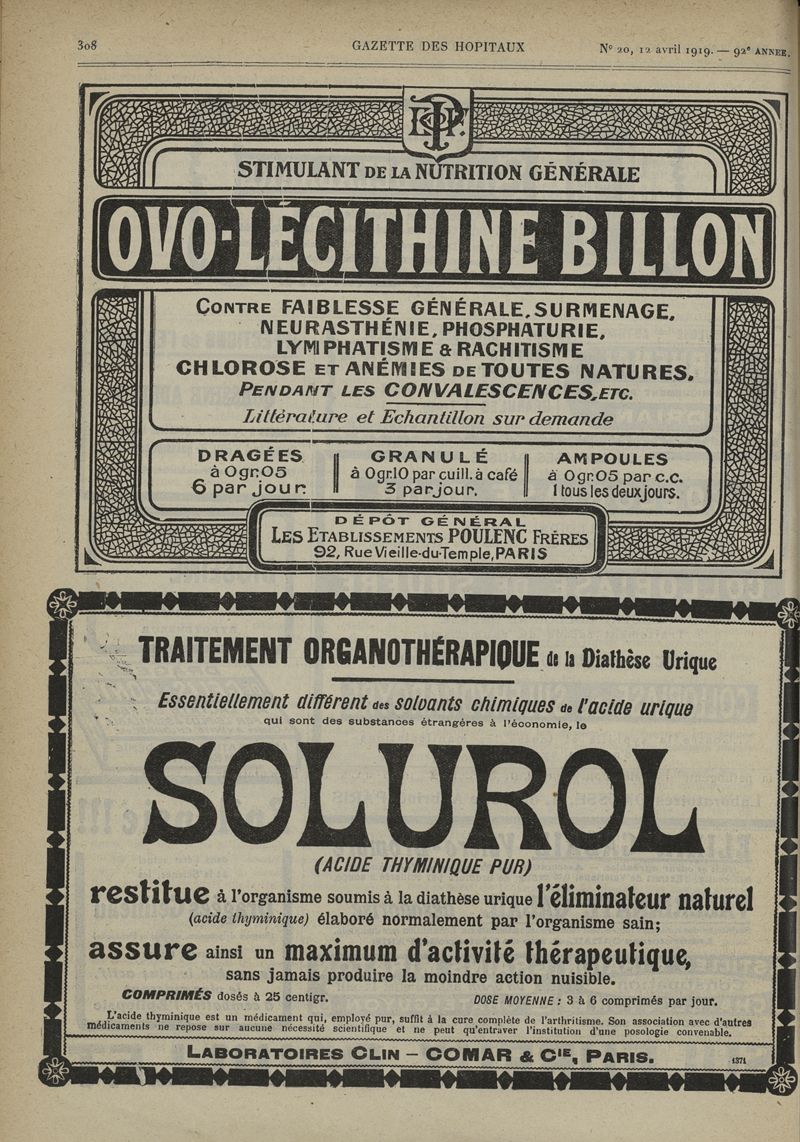 308
GAZETTE DES HOPITAUX
N° 20, 12 avril 1919. — 92e ANNÉE.
STIMULANT DE LA NUTRITION GÉNÉRALE
OVO-LÉCITHINE BILLON
CONTRE FAIBLESSE GÉNÉRALE, SURMENAGE,
NEURASTHÉNIE, PHOSPHATURIE,
LYMPHATISME & RACHITISME
CHLOROSE ET ANÉMIES DE TOUTES NATURES,
PENDANT LES CONVALESCENCES, ETC.
Littérature et Echantillon sur demande
DRAGÉES
à 0gr.05
6 par jour.
GRANULÉ
à 0gr.10 par cuill. à café
3 par jour.
AMPOULES
à 0gr.05 par c.c.
1 tous les deux jours.
DÉPÔT GÉNÉRAL
LES ETABLISSEMENTS POULENC FRÈRES
92, Rue Vieille-du-Temple, PARIS
TRAITEMENT ORGANOTHÉRAPIQUE de la Diathèse Urique
Essentiellement différent des solvants chimiques de l'acide urique
qui sont des substances étrangères à l'économie, le
SOLUROL
(ACIDE THYMINIQUE PUR)
restitue à l'organisme soumis à la diathèse urique l'éliminateur naturel
(acide thyminique) élaboré normalement par l'organisme sain;
assure ainsi un maximum d'activité thérapeutique,
sans jamais produire la moindre action nuisible.
COMPRIMÉS dosés à 25 centigr.
DOSE MOYENNE : 3 à 6 comprimés par jour.
L'acide thyminique est un médicament qui, employé pur, suffit à la cure complète de l'arthritisme. Son association avec d'autres
médicaments ne repose sur aucune nécessité scientifique et ne peut qu'entraver l'institution d'une posologie convenable.
LABORATOIRES CLIN — COMAR & CIE, PARIS.
1371